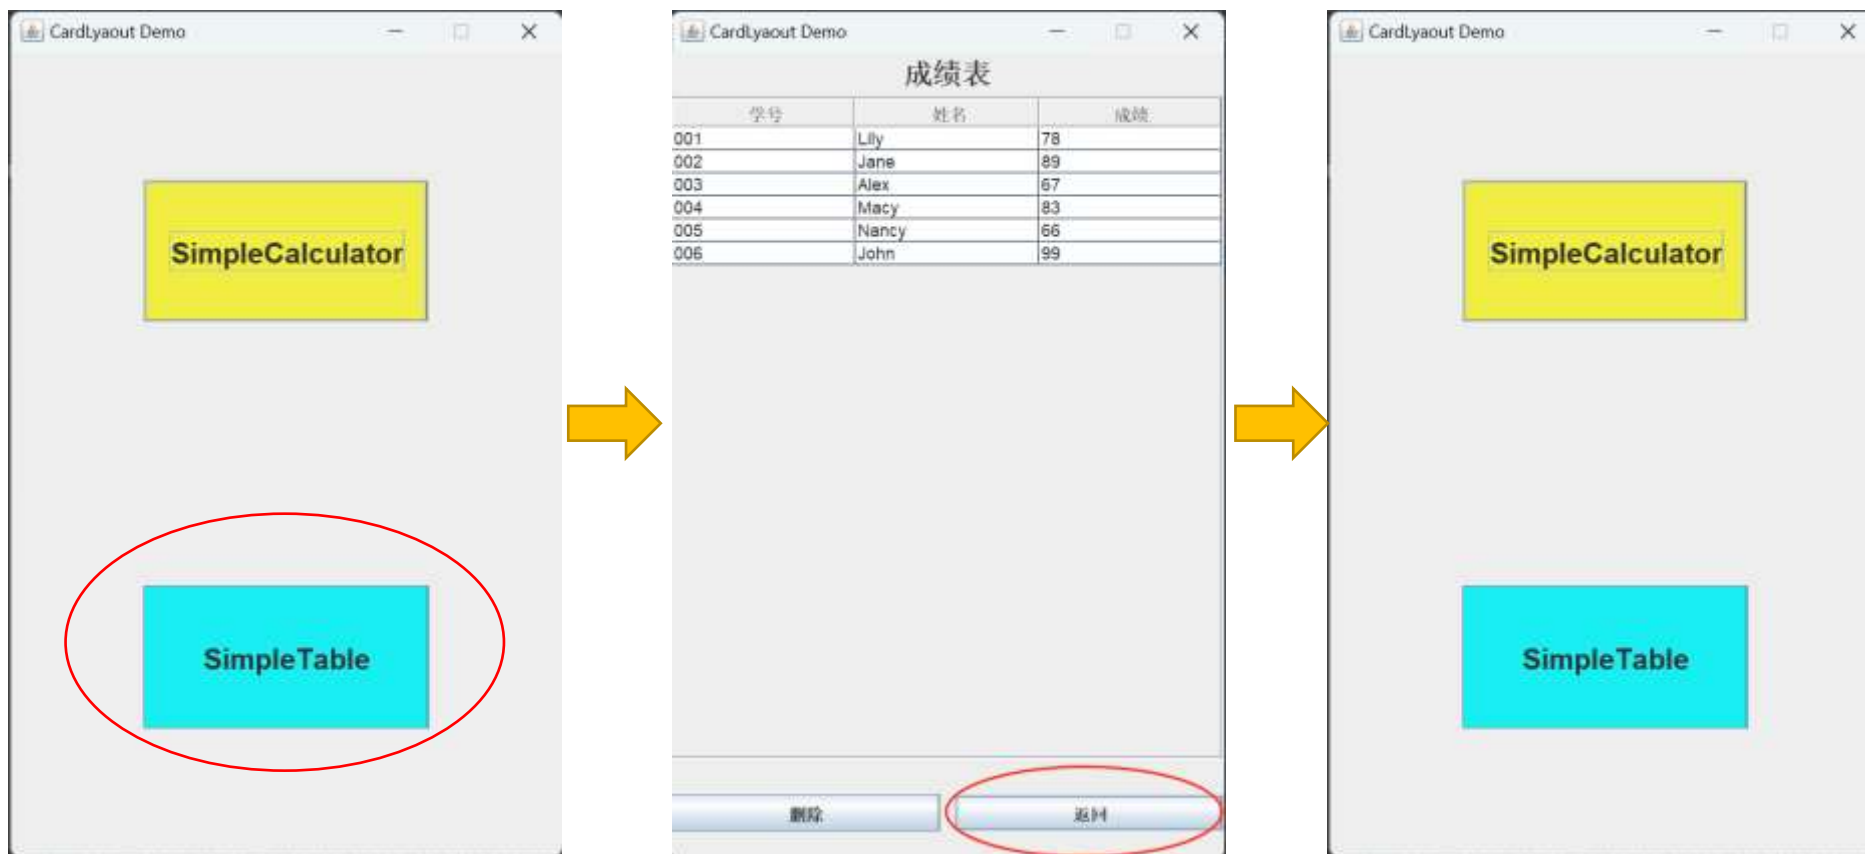 CardLyaout Demo
SimpleCalculator
SimpleTable
CardLyaout Demo
成绩表
学号 姓名 成绩
001 Lily 78
002 Jane 89
003 Alex 67
004 Macy 83
005 Nancy 66
006 John 99
删除 返回
CardLyaout Demo
SimpleCalculator
SimpleTable